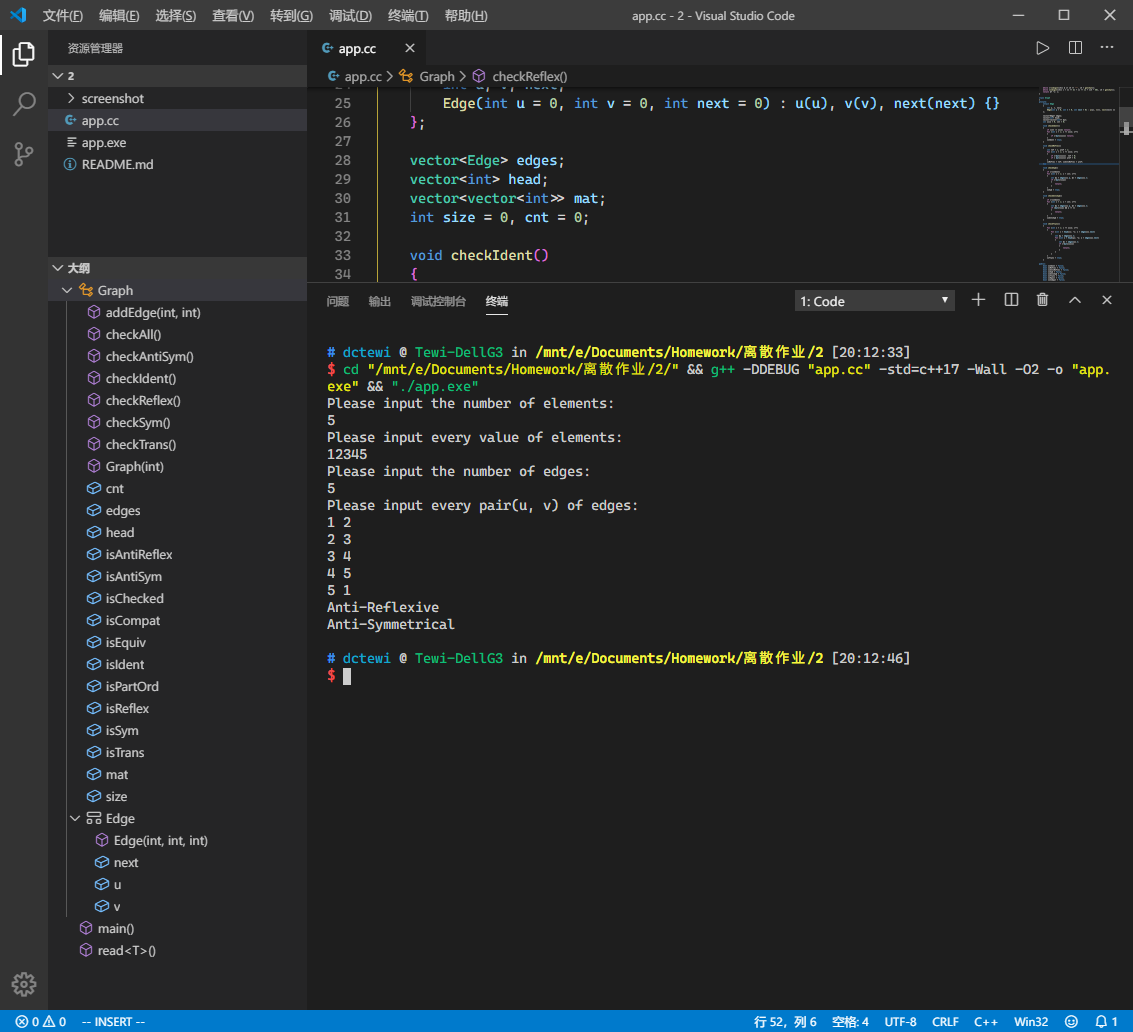 文件(F) 编辑(E) 选择(S) 查看(V) 转到(G) 调试(D) 终端(T) 帮助(H) app.cc - 2 - Visual Studio Code
资源管理器
2
screenshot
app.cc
app.exe
README.md
大纲
Graph
addEdge(int, int)
checkAll()
checkAntiSym()
checkIdent()
checkReflex()
checkSym()
checkTrans()
Graph(int)
cnt
edges
head
isAntiReflex
isAntiSym
isChecked
isCompat
isEquiv
isIdent
isPartOrd
isReflex
isSym
isTrans
mat
size
Edge
Edge(int, int, int)
next
u
v
main()
read<T>()
app.cc
app.cc > Graph > checkReflex()
25 Edge(int u = 0, int v = 0, int next = 0) : u(u), v(v), next(next) {}
26 };
27
28 vector<Edge> edges;
29 vector<int> head;
30 vector<vector<int>> mat;
31 int size = 0, cnt = 0;
32
33 void checkIdent()
34 {
问题 输出 调试控制台 终端 1: Code
# dctewi @ Tewi-DellG3 in /mnt/e/Documents/Homework/离散作业/2 [20:12:33]
$ cd "/mnt/e/Documents/Homework/离散作业/2/" && g++ -DDEBUG "app.cc" -std=c++17 -Wall -O2 -o "app.
exe" && "./app.exe"
Please input the number of elements:
5
Please input every value of elements:
12345
Please input the number of edges:
5
Please input every pair(u, v) of edges:
1 2
2 3
3 4
4 5
5 1
Anti-Reflexive
Anti-Symmetrical
# dctewi @ Tewi-DellG3 in /mnt/e/Documents/Homework/离散作业/2 [20:12:46]
$
0 0 -- INSERT -- 行 52，列 6 空格: 4 UTF-8 CRLF C++ Win32 1